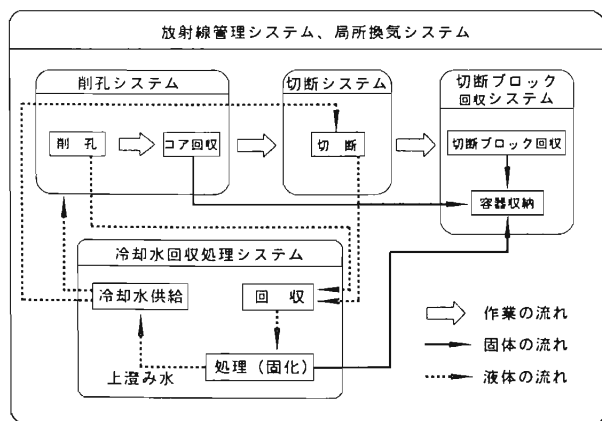 放射線管理システム、局所換気システム
削孔システム
切断システム
切断ブロック
回収システム
削 孔
コア回収
切 断
切断ブロック回収
容器収納
冷却水回収処理システム
冷却水供給
回 収
処理（固化）
上澄み水
作業の流れ
固体の流れ
液体の流れ